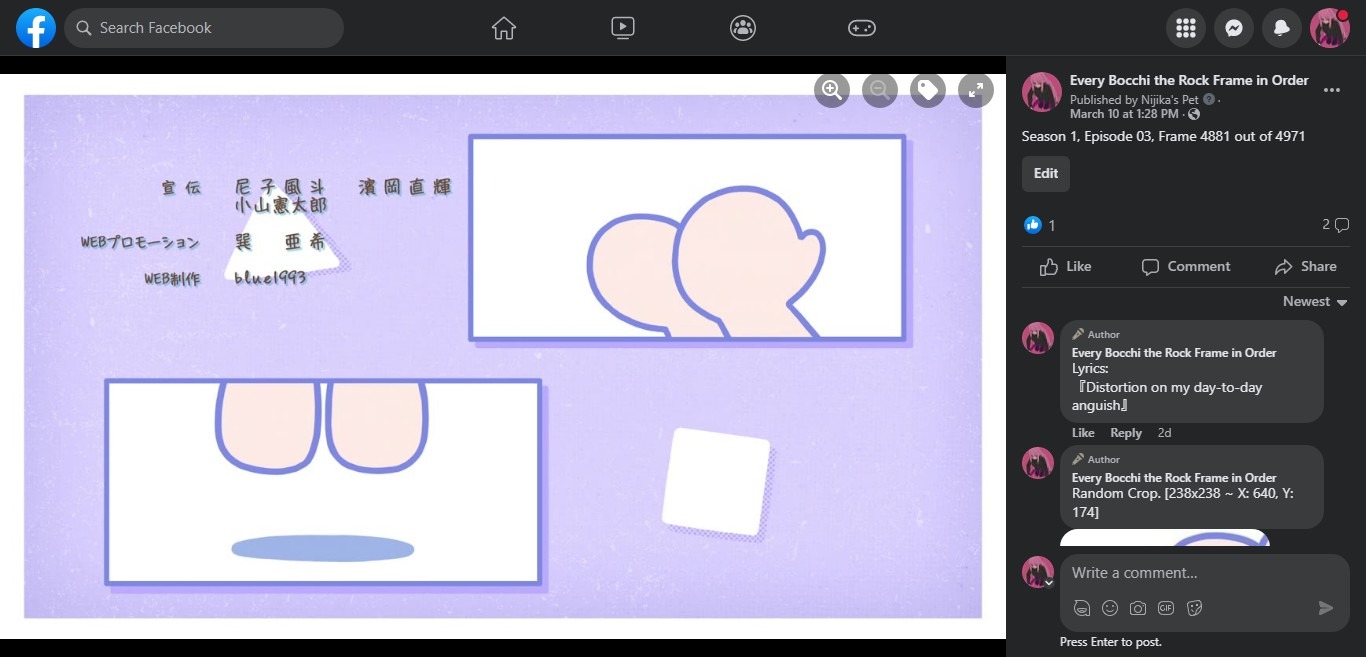 Search Facebook
宣伝 尼子風斗 濱岡直輝
小山憲太郎
WEBプロモーション 巽 亜希
WEB制作 blue1993
Every Bocchi the Rock Frame in Order
Published by Nijika's Pet ·
March 10 at 1:28 PM ·
Season 1, Episode 03, Frame 4881 out of 4971
Edit
1 2
Like Comment Share
Newest
Author
Every Bocchi the Rock Frame in Order
Lyrics:
『Distortion on my day-to-day
anguish』
Like Reply 2d
Author
Every Bocchi the Rock Frame in Order
Random Crop. [238x238 ~ X: 640, Y:
174]
Write a comment...
GIF
Press Enter to post.